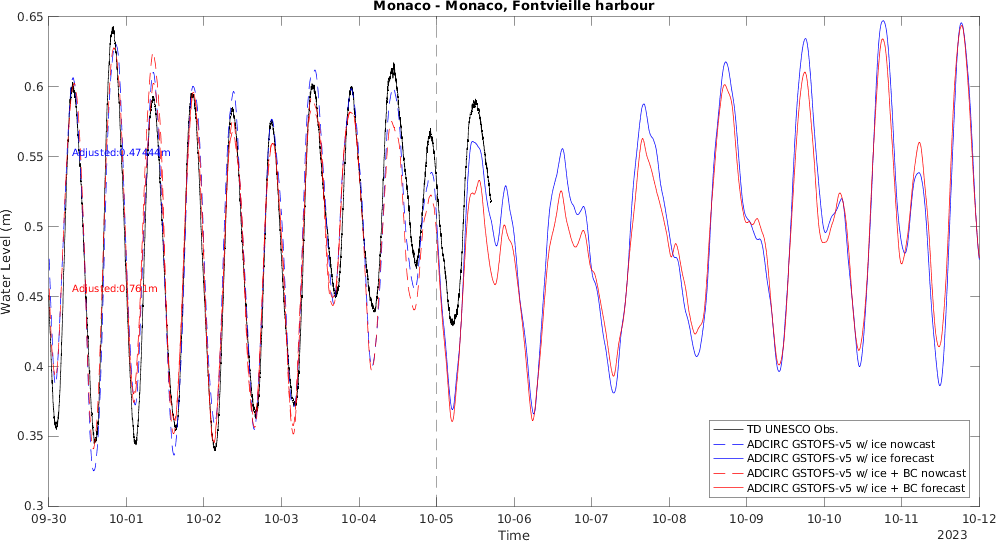 Monaco - Monaco, Fontvieille harbour
Water Level (m)
0.65
0.6
0.55
0.5
0.45
0.4
0.35
0.3
Adjusted:0.47444m
Adjusted:0.761m
TD UNESCO Obs.
ADCIRC GSTOFS-v5 w/ ice nowcast
ADCIRC GSTOFS-v5 w/ ice forecast
ADCIRC GSTOFS-v5 w/ ice + BC nowcast
ADCIRC GSTOFS-v5 w/ ice + BC forecast
09-30 10-01 10-02 10-03 10-04 10-05 10-06 10-07 10-08 10-09 10-10 10-11 10-12
Time
2023